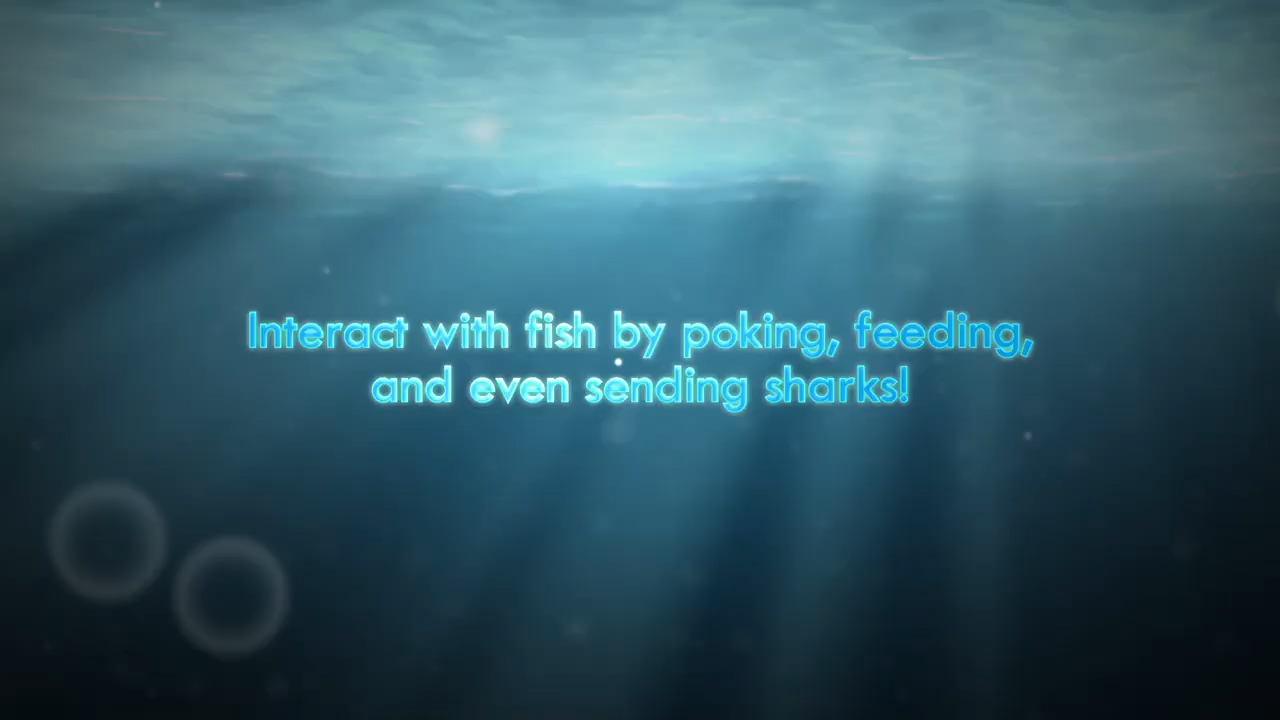 Interact with fish by poking, feeding,
and even sending sharks!